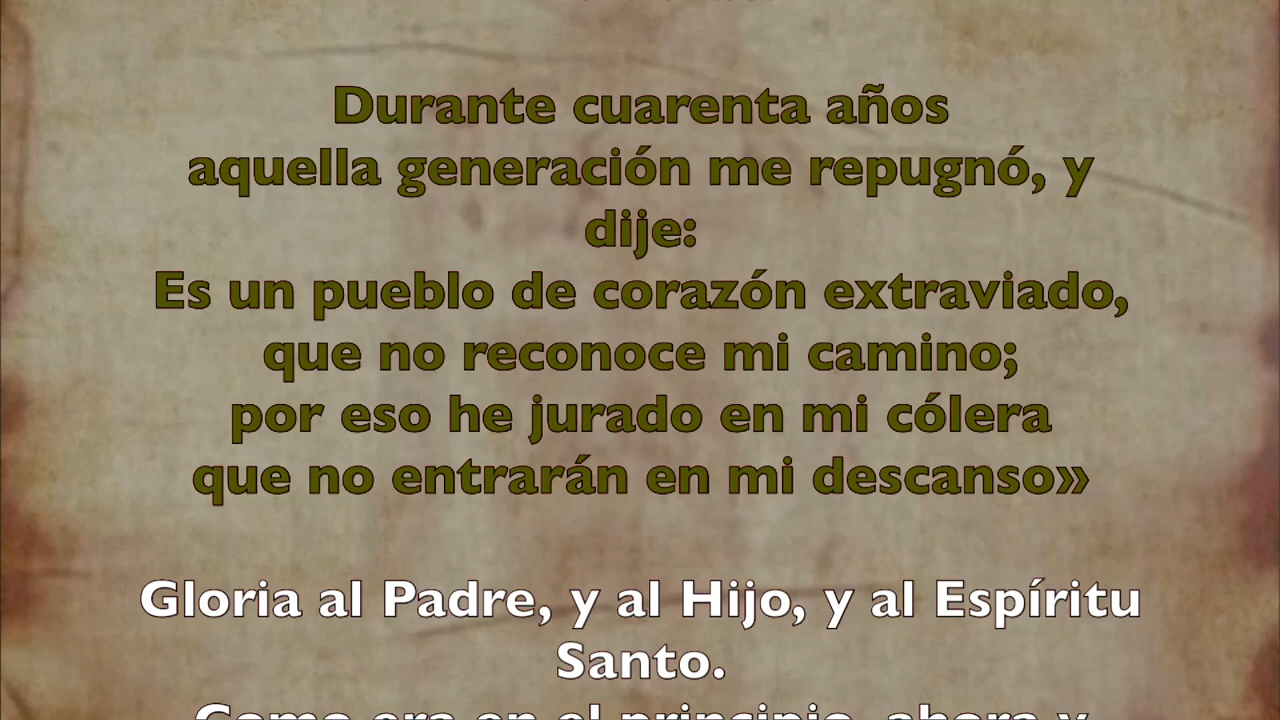 Durante cuarenta años
aquella generación me repugnó, y
dije:
Es un pueblo de corazón extraviado,
que no reconoce mi camino;
por eso he jurado en mi cólera
que no entrarán en mi descanso»
Gloria al Padre, y al Hijo, y al Espíritu
Santo.
Como era en el principio, ahora y